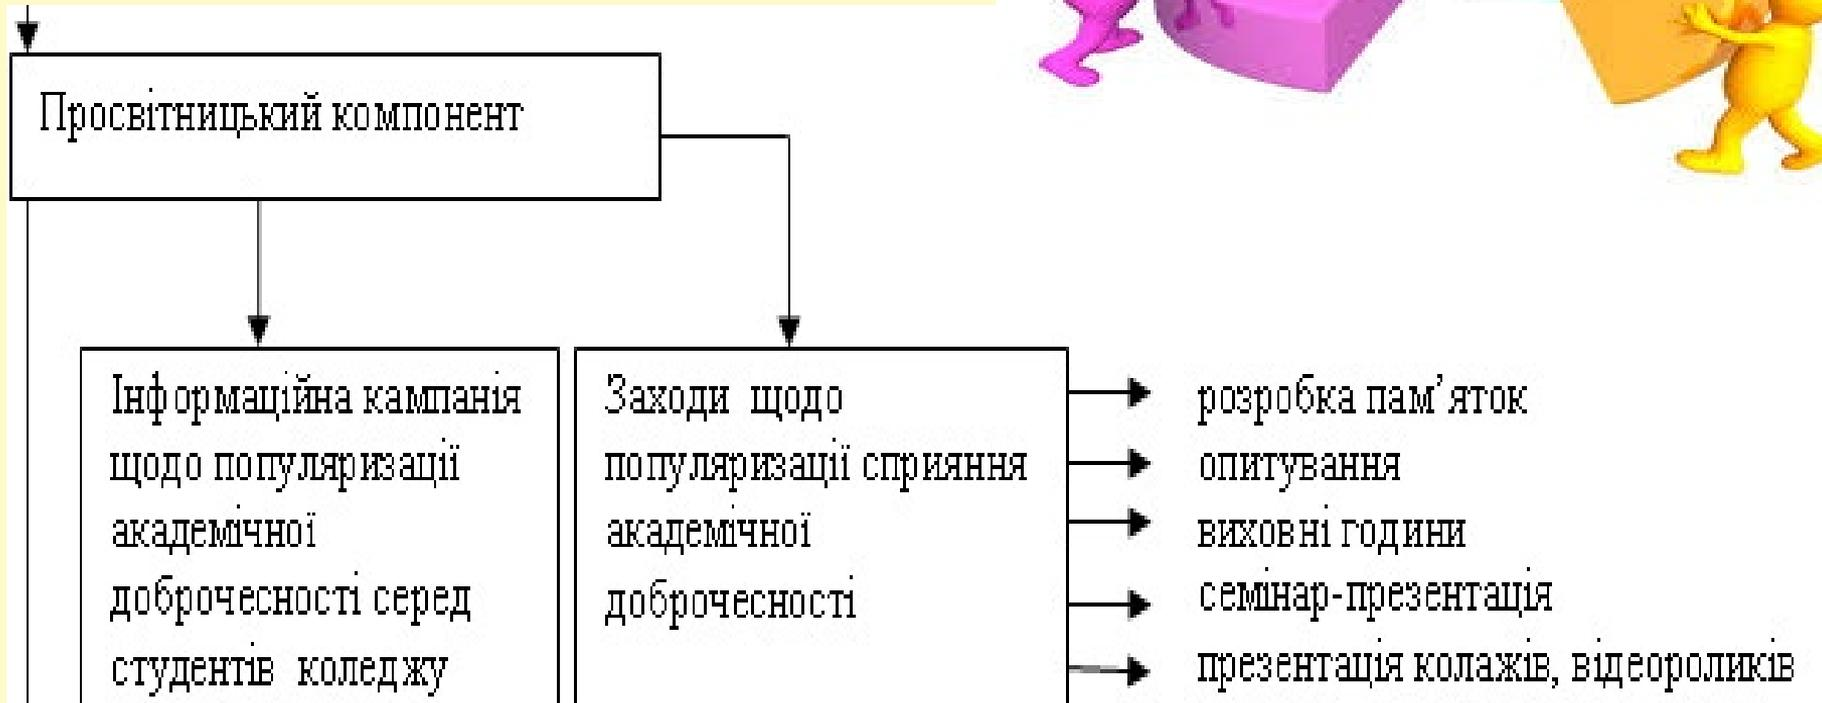 Просвітницький компонент
Інформаційна кампанія
щодо популяризації
академічної
доброчесності серед
студентів коледжу
Заходи щодо
популяризації сприяння
академічної
доброчесності
розробка пам’яток
опитування
виховні години
семінар-презентація
презентація колажів, відеороликів